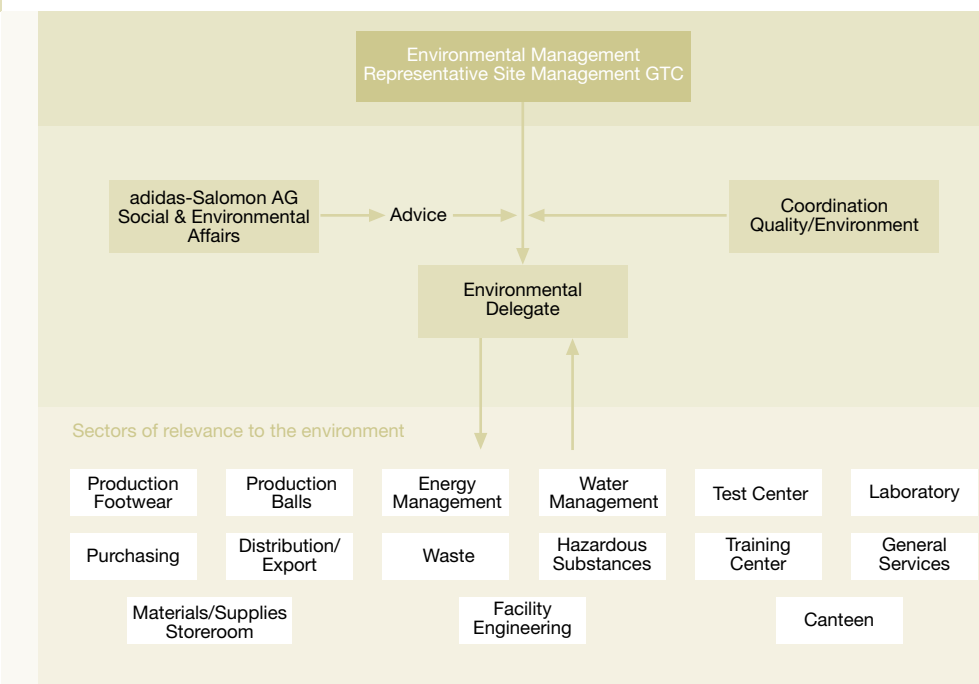 Environmental Management
Representative Site Management GTC
adidas-Salomon AG
Social & Environmental
Affairs
Advice
Coordination
Quality/Environment
Environmental
Delegate
Sectors of relevance to the environment
Production
Footwear
Production
Balls
Energy
Management
Water
Management
Test Center
Laboratory
Purchasing
Distribution/
Export
Waste
Hazardous
Substances
Training
Center
General
Services
Materials/Supplies
Storeroom
Facility
Engineering
Canteen